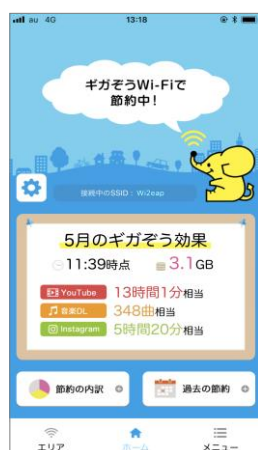 au 4G 13:18
ギガぞうWi-Fiで
節約中！
接続中のSSID : Wi2eap
5月のギガぞう効果
11:39時点 3.1GB
YouTube 13時間1分相当
音楽DL 348曲相当
Instagram 5時間20分相当
節約の内訳 過去の節約
エリア ホーム メニュー